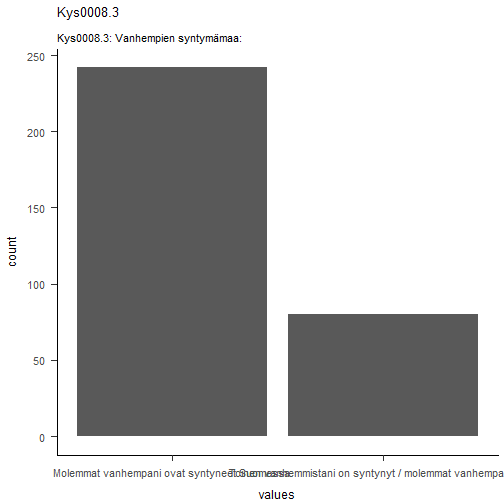 Kys0008.3
Kys0008.3: Vanhempien syntymämaa:
250
200
150
100
50
0
count
Molemmat vanhempani ovat syntyneet Suomessa
vanhemmistani on syntynyt / molemmat vanhempa
values